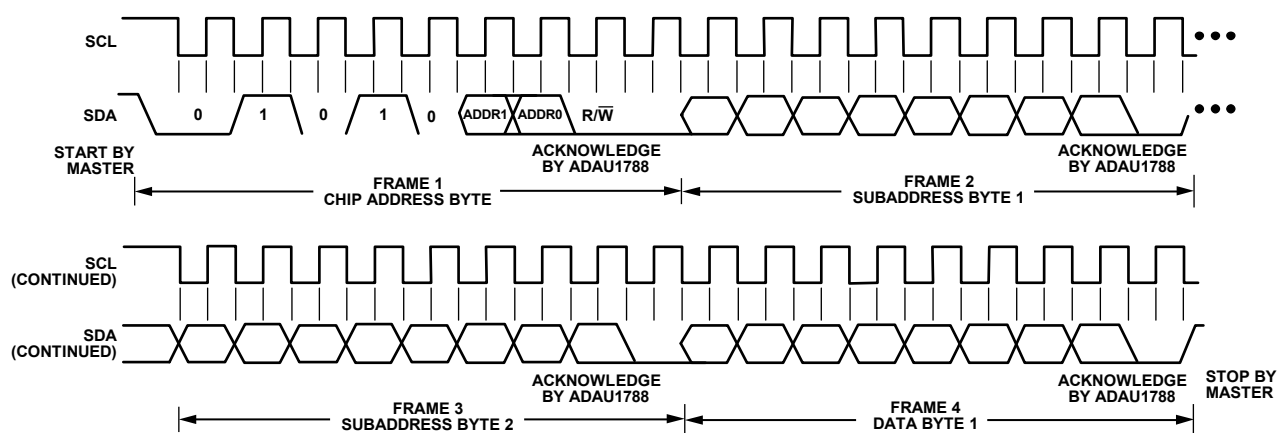 SCL
SDA
0 1 0 1 0 ADDR1 ADDR0 R/W̅
START BY
MASTER
ACKNOWLEDGE
BY ADAU1788
ACKNOWLEDGE
BY ADAU1788
FRAME 1
CHIP ADDRESS BYTE
FRAME 2
SUBADDRESS BYTE 1
SCL
(CONTINUED)
SDA
(CONTINUED)
ACKNOWLEDGE
BY ADAU1788
ACKNOWLEDGE
BY ADAU1788
STOP BY
MASTER
FRAME 3
SUBADDRESS BYTE 2
FRAME 4
DATA BYTE 1